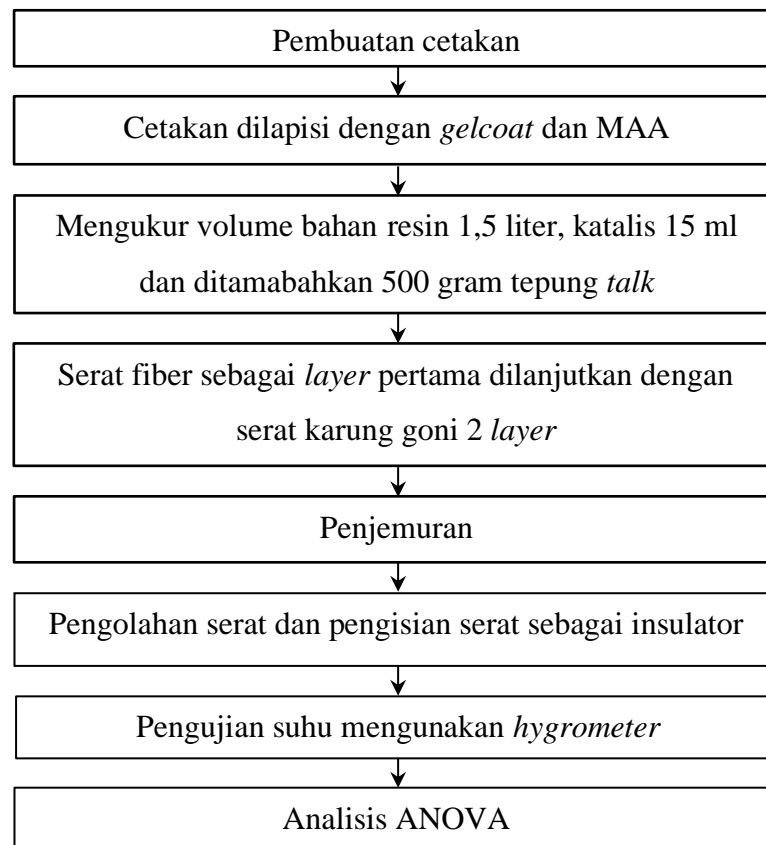 Pembuatan cetakan
Cetakan dilapisi dengan gelcoat dan MAA
Mengukur volume bahan resin 1,5 liter, katalis 15 ml
dan ditamabahkan 500 gram tepung talk
Serat fiber sebagai layer pertama dilanjutkan dengan
serat karung goni 2 layer
Penjemuran
Pengolahan serat dan pengisian serat sebagai insulator
Pengujian suhu mengunakan hygrometer
Analisis ANOVA